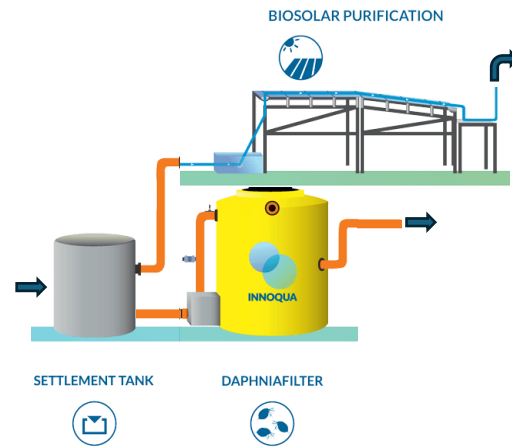 BIOSOLAR PURIFICATION
INNOQUA
SETTLEMENT TANK
DAPHNIAFILTER